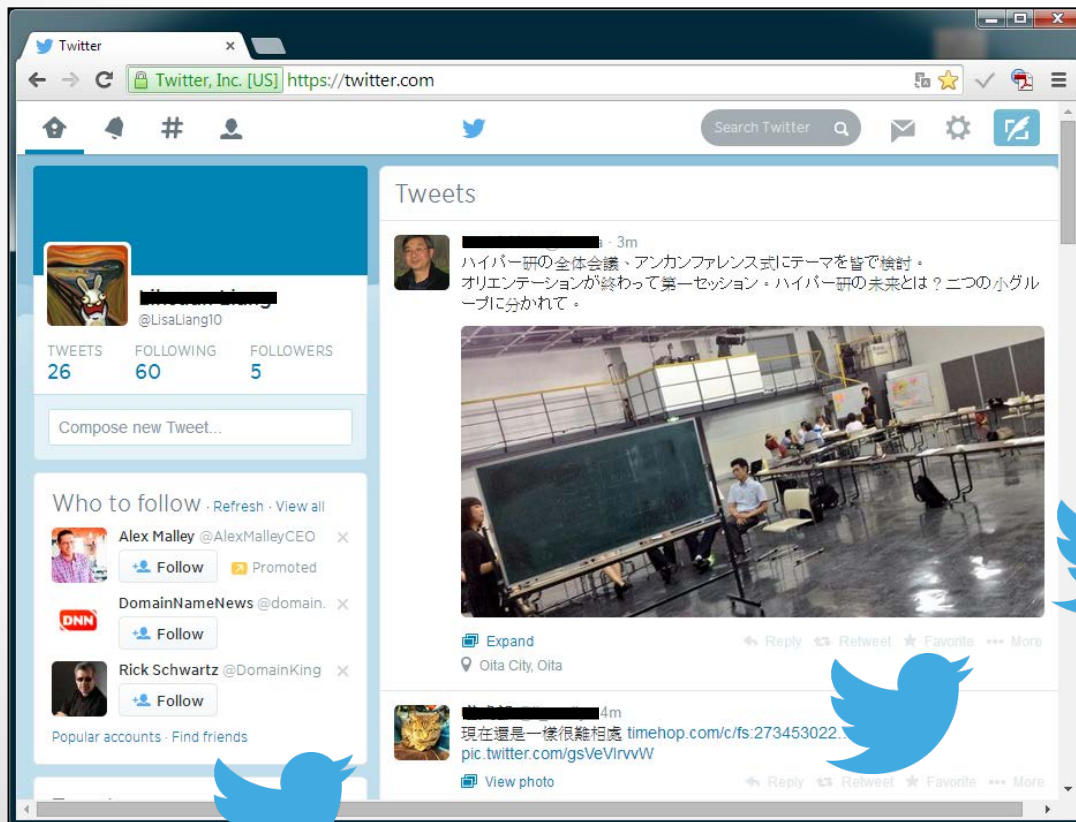 Twitter
Twitter, Inc. [US] https://twitter.com
Search Twitter
@LisaLiang10
TWEETS FOLLOWING FOLLOWERS
26 60 5
Compose new Tweet...
Who to follow · Refresh · View all
Alex Malley @AlexMalleyCEO
Follow Promoted
DomainNameNews @domain.
DNN
Follow
Rick Schwartz @DomainKing
Follow
Popular accounts · Find friends
Tweets
· 3m
ハイパー研の全体会議、アンカンファレンス式にテーマを皆で検討。
オリエンテーションが終わって第一セッション。ハイパー研の未来とは？二つの小グル
ープに分かれて。
Expand Reply Retweet Favorite More
Oita City, Oita
4m
現在還是一樣很難相處 timehop.com/c/fs:273453022.
pic.twitter.com/gsVeVlrvvW
View photo Reply Retweet Favorite More